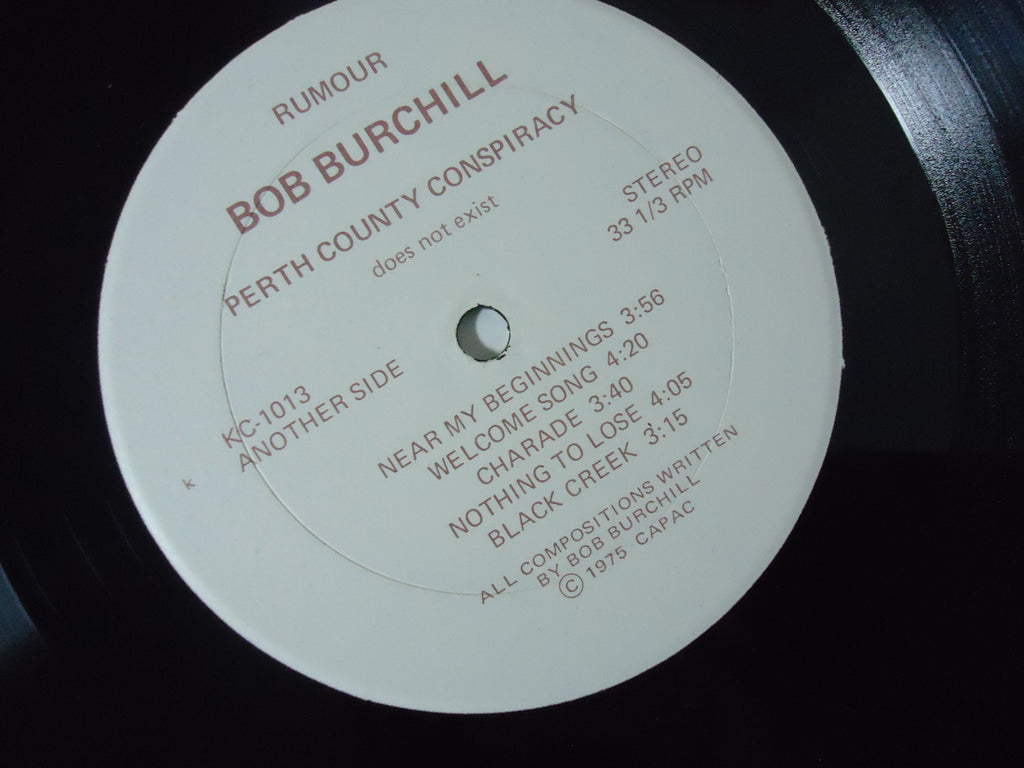 RUMOUR
BOB BURCHILL
PERTH COUNTY CONSPIRACY
does not exist
STEREO
33 1/3 RPM
KC-1013
ANOTHER SIDE
K
NEAR MY BEGINNINGS 3:56
WELCOME SONG 4:20
CHARADE 3:40
NOTHING TO LOSE 4:05
BLACK CREEK 3:15
ALL COMPOSITIONS WRITTEN
BY BOB BURCHILL
© 1975 CAPAC